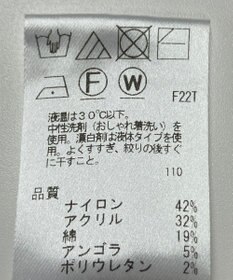 F
W
F22T
液温は30℃以下。
中性洗剤(おしゃれ着洗い)を
使用。漂白剤は液体タイプを使
用。よくすすぎ、絞りの後すぐ
に干すこと。
110
品質
ナイロン 42%
アクリル 32%
綿 19%
アンゴラ 5%
ポリウレタン 2%